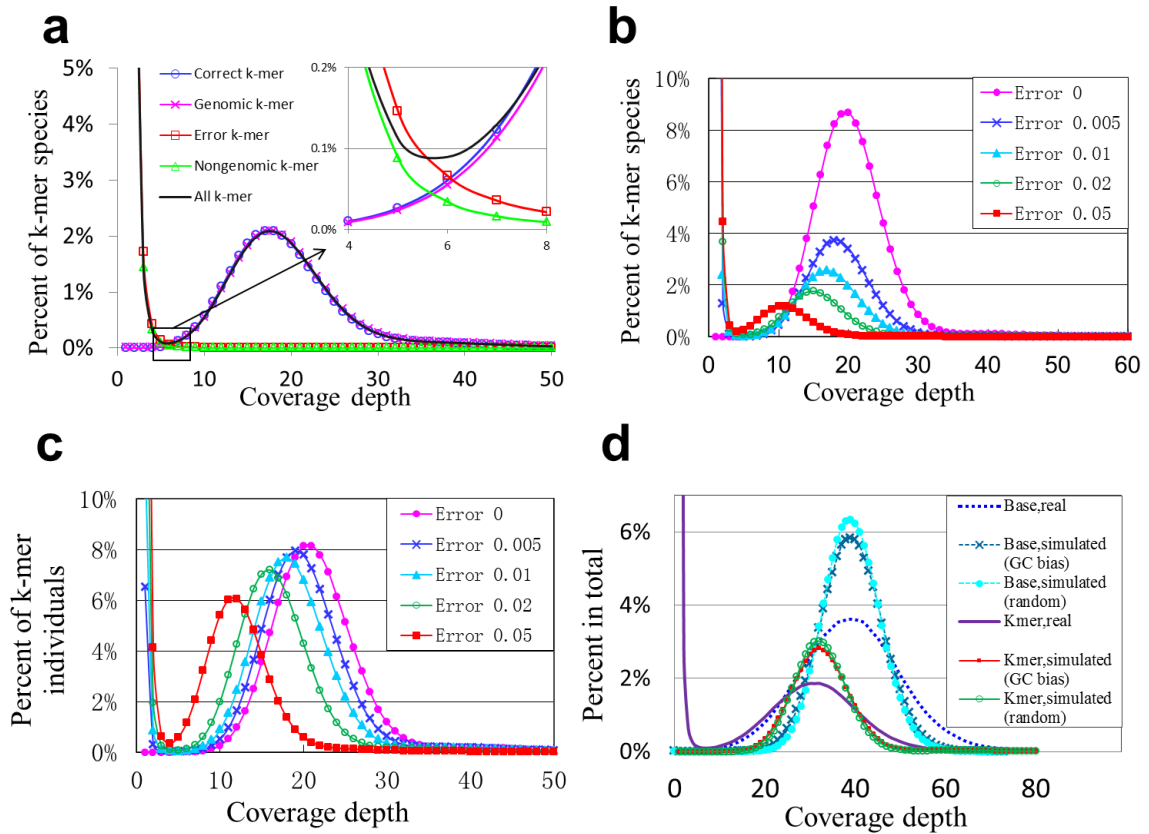 a
Percent of k-mer species
5%
4%
3%
2%
1%
0%
0
10
20
30
40
50
Coverage depth
Correct k-mer
Genomic k-mer
Error k-mer
Nongenomic k-mer
All k-mer
0.2%
0.1%
0.0%
4
6
8
b
Percent of k-mer species
10%
8%
6%
4%
2%
0%
0
10
20
30
40
50
60
Coverage depth
Error 0
Error 0.005
Error 0.01
Error 0.02
Error 0.05
c
Percent of k-mer
individuals
10%
8%
6%
4%
2%
0%
0
10
20
30
40
50
Coverage depth
Error 0
Error 0.005
Error 0.01
Error 0.02
Error 0.05
d
Percent in total
6%
4%
2%
0%
0
20
40
60
80
Coverage depth
Base,real
Base,simulated
(GC bias)
Base,simulated
(random)
Kmer,real
Kmer,simulated
(GC bias)
Kmer,simulated
(random)